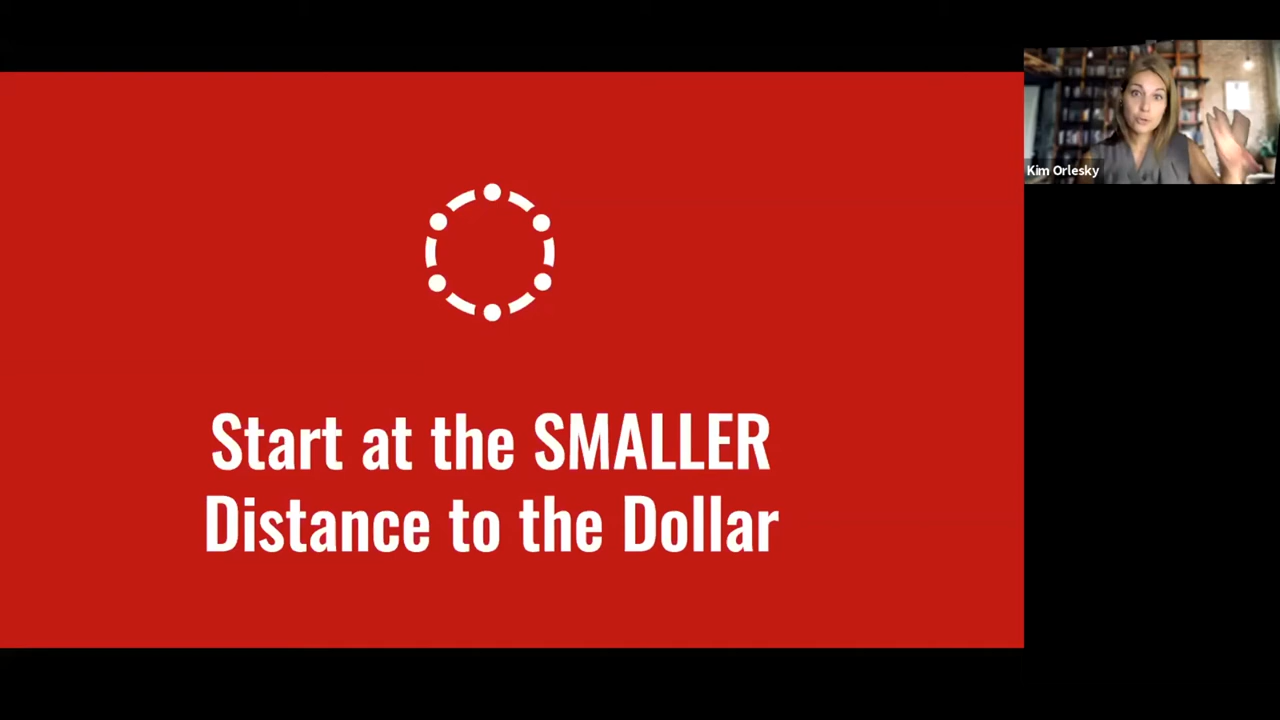 Start at the SMALLER
Distance to the Dollar
Kim Orlesky